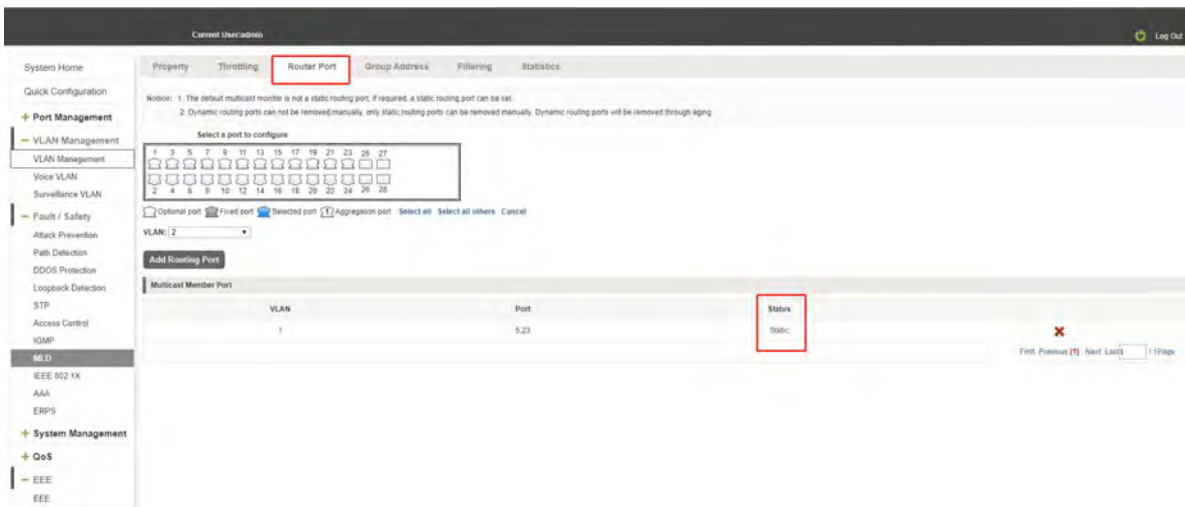 Current User:admin
Log Out
System Home
Quick Configuration
+ Port Management
− VLAN Management
VLAN Management
Voice VLAN
Surveillance VLAN
− Fault / Safety
Attack Prevention
Path Detection
DDOS Protection
Loopback Detection
STP
Access Control
IGMP
MLD
IEEE 802.1X
AAA
ERPS
+ System Management
+ QoS
− EEE
EEE
Property Throttling Router Port Group Address Filtering Statistics
Notice: 1. The default multicast monitor is not a static routing port, if required, a static routing port can be set.
2. Dynamic routing ports can not be removed manually, only static routing ports can be removed manually. Dynamic routing ports will be removed through aging.
Select a port to configure
1 3 5 7 9 11 13 15 17 19 21 23 25 27
2 4 6 8 10 12 14 16 18 20 22 24 26 28
Optional port Fixed port Selected port 1 Aggregation port Select all Select all others Cancel
VLAN: 2
Add Routing Port
Multicast Member Port
VLAN Port Status
1 5,23 Static
First Previous [1] Next Last 1 / 1Page